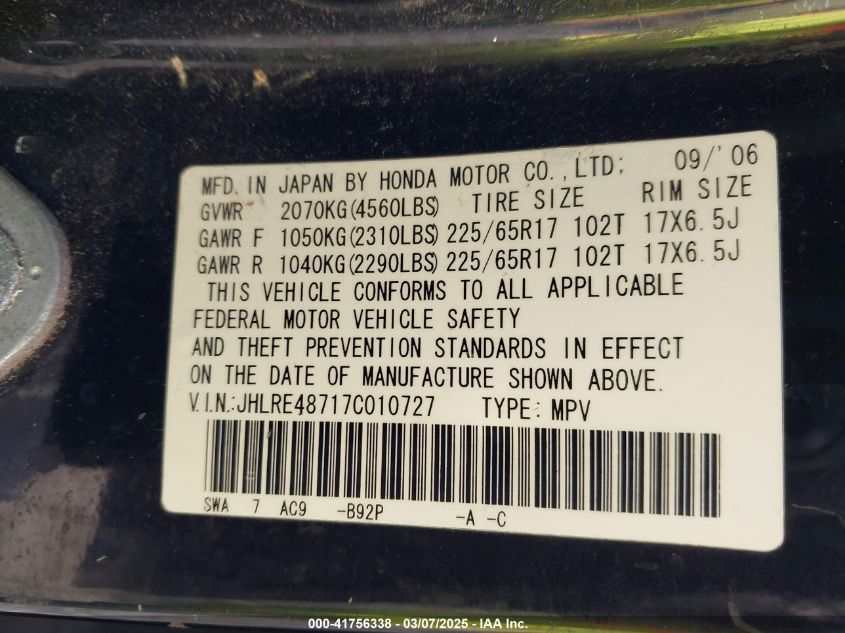 MFD. IN JAPAN BY HONDA MOTOR CO.,LTD; 09/'06
GVWR 2070KG(4560LBS) TIRE SIZE RIM SIZE
GAWR F 1050KG(2310LBS) 225/65R17 102T 17X6.5J
GAWR R 1040KG(2290LBS) 225/65R17 102T 17X6.5J
THIS VEHICLE CONFORMS TO ALL APPLICABLE
FEDERAL MOTOR VEHICLE SAFETY
AND THEFT PREVENTION STANDARDS IN EFFECT
ON THE DATE OF MANUFACTURE SHOWN ABOVE.
V.I.N.:JHLRE48717C010727 TYPE: MPV
SWA 7 AC9 -B92P -A -C
000-41756338 - 03/07/2025 - IAA Inc.